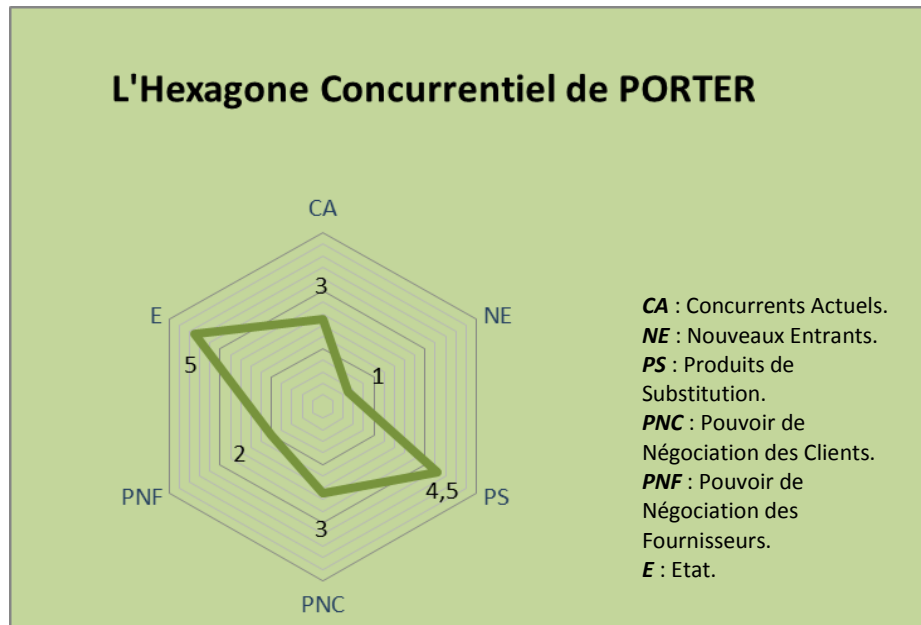 L'Hexagone Concurrentiel de PORTER
CA
3
E
NE
5
1
2
4,5
PNF
PS
3
PNC
CA : Concurrents Actuels.
NE : Nouveaux Entrants.
PS : Produits de
Substitution.
PNC : Pouvoir de
Négociation des Clients.
PNF : Pouvoir de
Négociation des
Fournisseurs.
E : Etat.